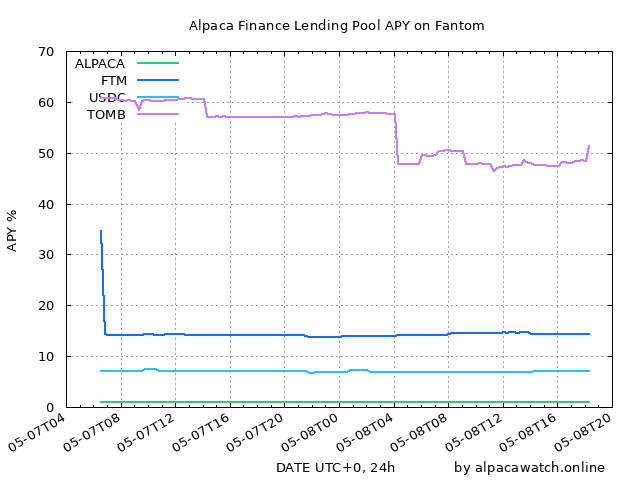 Alpaca Finance Lending Pool APY on Fantom
70
60
50
40
30
20
10
0
APY %
ALPACA
FTM
USDC
TOMB
05-07T04
05-07T08
05-07T12
05-07T16
05-07T20
05-08T00
05-08T04
05-08T08
05-08T12
05-08T16
05-08T20
DATE UTC+0, 24h
by alpacawatch.online